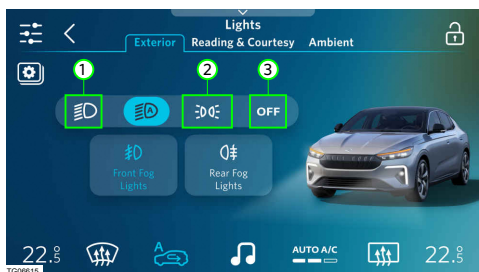 Lights
Exterior Reading & Courtesy Ambient
1 2 3
A OFF
Front Fog
Lights
Rear Fog
Lights
22.5° A AUTO A/C 22.5°
TG06615